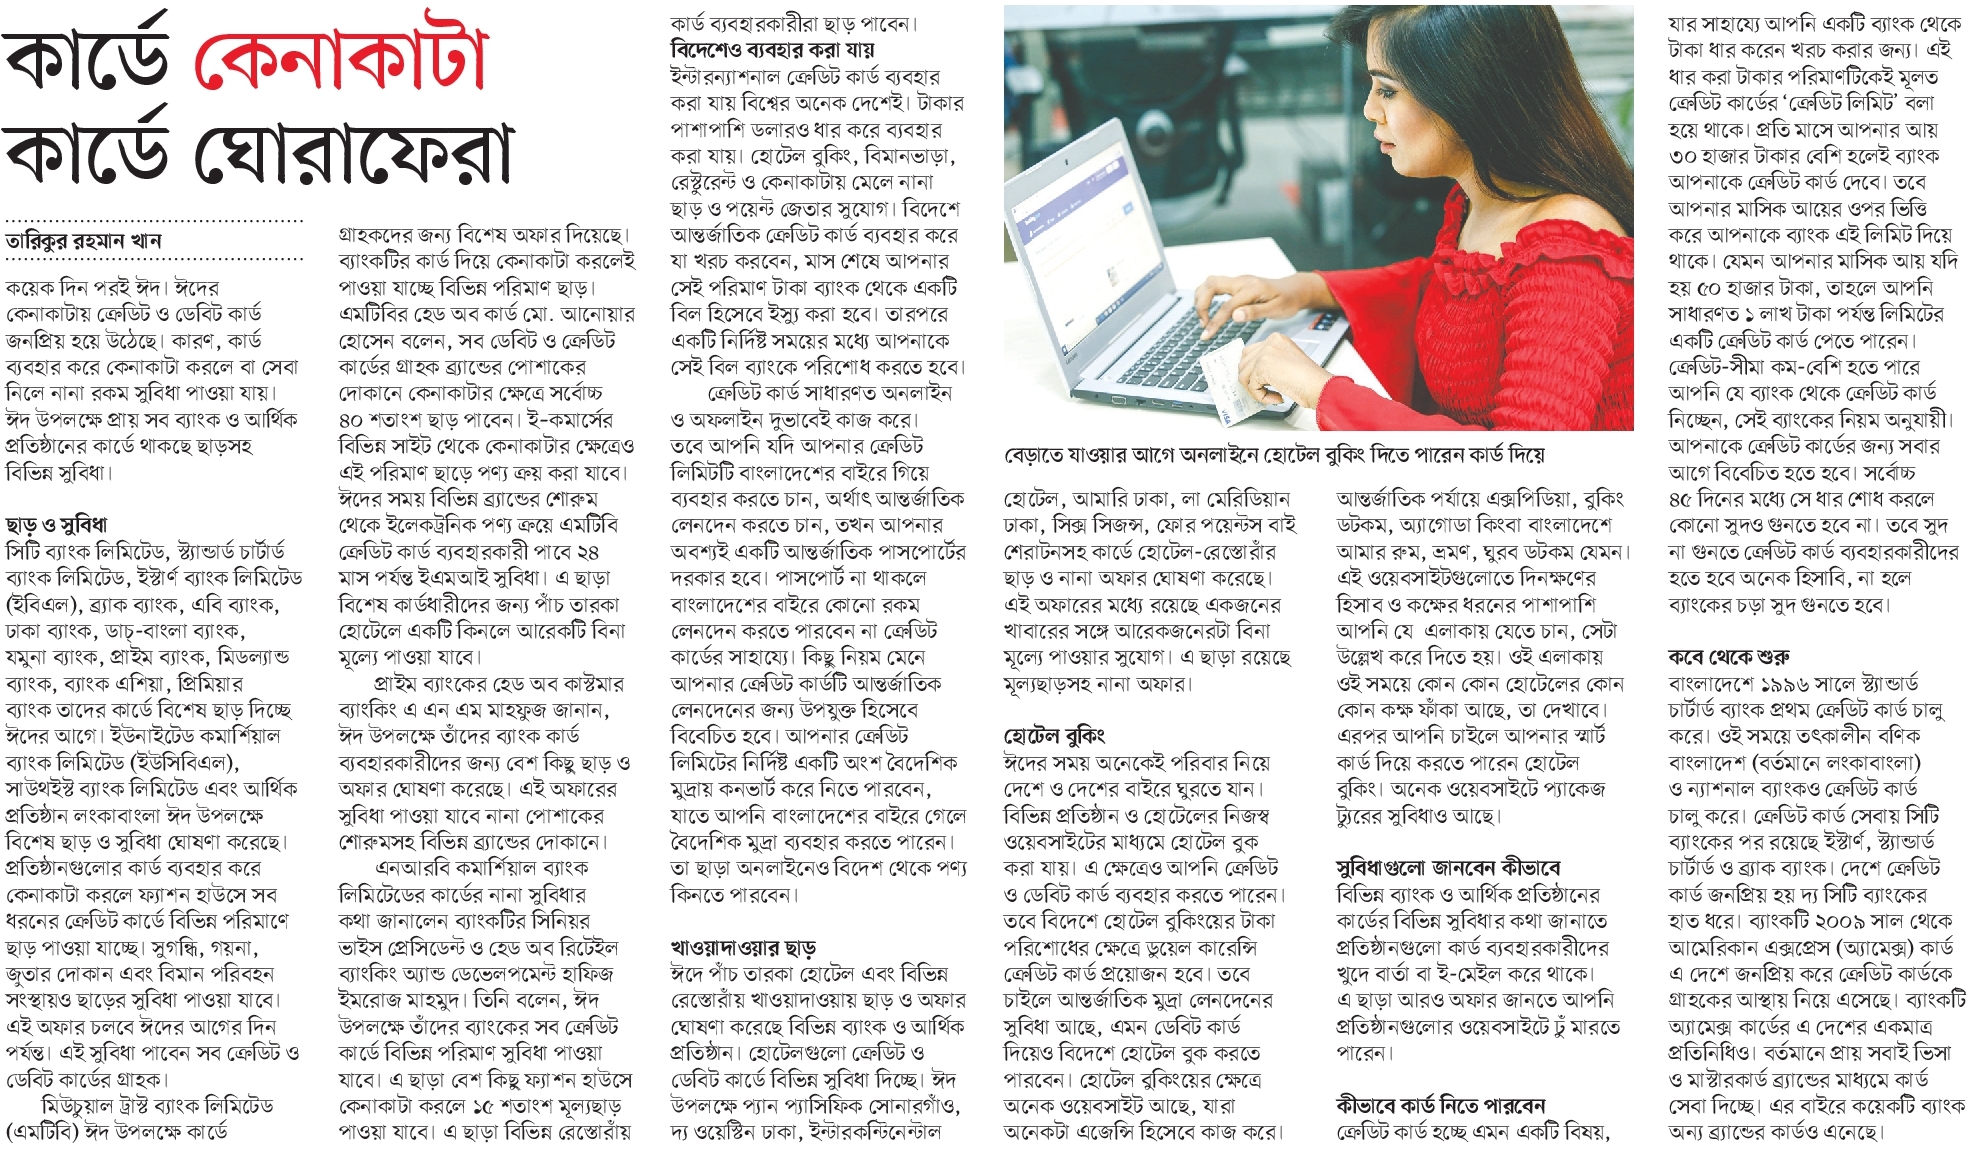 কার্ডে কেনাকাটা
কার্ডে ঘোরাফেরা
তারিকুর রহমান খান
কয়েক দিন পরই ঈদ। ঈদের
কেনাকাটায় ক্রেডিট ও ডেবিট কার্ড
জনপ্রিয় হয়ে উঠেছে। কারণ, কার্ড
ব্যবহার করে কেনাকাটা করলে বা সেবা
নিলে নানা রকম সুবিধা পাওয়া যায়।
ঈদ উপলক্ষে প্রায় সব ব্যাংক ও আর্থিক
প্রতিষ্ঠানের কার্ডে থাকছে ছাড়সহ
বিভিন্ন সুবিধা।
ছাড় ও সুবিধা
সিটি ব্যাংক লিমিটেড, স্ট্যান্ডার্ড চার্টার্ড
ব্যাংক লিমিটেড, ইস্টার্ণ ব্যাংক লিমিটেড
(ইবিএল), ব্র্যাক ব্যাংক, এবি ব্যাংক,
ঢাকা ব্যাংক, ডাচ্-বাংলা ব্যাংক,
যমুনা ব্যাংক, প্রাইম ব্যাংক, মিডল্যান্ড
ব্যাংক, ব্যাংক এশিয়া, প্রিমিয়ার
ব্যাংক তাদের কার্ডে বিশেষ ছাড় দিচ্ছে
ঈদের আগে। ইউনাইটেড কমার্শিয়াল
ব্যাংক লিমিটেড (ইউসিবিএল),
সাউথইস্ট ব্যাংক লিমিটেড এবং আর্থিক
প্রতিষ্ঠান লংকাবাংলা ঈদ উপলক্ষে
বিশেষ ছাড় ও সুবিধা ঘোষণা করেছে।
প্রতিষ্ঠানগুলোর কার্ড ব্যবহার করে
কেনাকাটা করলে ফ্যাশন হাউসে সব
ধরনের ক্রেডিট কার্ডে বিভিন্ন পরিমাণে
ছাড় পাওয়া যাচ্ছে। সুগন্ধি, গয়না,
জুতার দোকান এবং বিমান পরিবহন
সংস্থায়ও ছাড়ের সুবিধা পাওয়া যাবে।
এই অফার চলবে ঈদের আগের দিন
পর্যন্ত। এই সুবিধা পাবেন সব ক্রেডিট ও
ডেবিট কার্ডের গ্রাহক।
মিউচুয়াল ট্রাস্ট ব্যাংক লিমিটেড
(এমটিবি) ঈদ উপলক্ষে কার্ডে
গ্রাহকদের জন্য বিশেষ অফার দিয়েছে।
ব্যাংকটির কার্ড দিয়ে কেনাকাটা করলেই
পাওয়া যাচ্ছে বিভিন্ন পরিমাণ ছাড়।
এমটিবির হেড অব কার্ড মো. আনোয়ার
হোসেন বলেন, সব ডেবিট ও ক্রেডিট
কার্ডের গ্রাহক ব্র্যান্ডের পোশাকের
দোকানে কেনাকাটার ক্ষেত্রে সর্বোচ্চ
৪০ শতাংশ ছাড় পাবেন। ই-কমার্সের
বিভিন্ন সাইট থেকে কেনাকাটার ক্ষেত্রেও
এই পরিমাণ ছাড়ে পণ্য ক্রয় করা যাবে।
ঈদের সময় বিভিন্ন ব্র্যান্ডের শোরুম
থেকে ইলেকট্রনিক পণ্য ক্রয়ে এমটিবি
ক্রেডিট কার্ড ব্যবহারকারী পাবে ২৪
মাস পর্যন্ত ইএমআই সুবিধা। এ ছাড়া
বিশেষ কার্ডধারীদের জন্য পাঁচ তারকা
হোটেলে একটি কিনলে আরেকটি বিনা
মূল্যে পাওয়া যাবে।
প্রাইম ব্যাংকের হেড অব কাস্টমার
ব্যাংকিং এ এন এম মাহফুজ জানান,
ঈদ উপলক্ষে তাঁদের ব্যাংক কার্ড
ব্যবহারকারীদের জন্য বেশ কিছু ছাড় ও
অফার ঘোষণা করেছে। এই অফারের
সুবিধা পাওয়া যাবে নানা পোশাকের
শোরুমসহ বিভিন্ন ব্র্যান্ডের দোকানে।
এনআরবি কমার্শিয়াল ব্যাংক
লিমিটেডের কার্ডের নানা সুবিধার
কথা জানালেন ব্যাংকটির সিনিয়র
ভাইস প্রেসিডেন্ট ও হেড অব রিটেইল
ব্যাংকিং অ্যান্ড ডেভেলপমেন্ট হাফিজ
ইমরোজ মাহমুদ। তিনি বলেন, ঈদ
উপলক্ষে তাঁদের ব্যাংকের সব ক্রেডিট
কার্ডে বিভিন্ন পরিমাণ সুবিধা পাওয়া
যাবে। এ ছাড়া বেশ কিছু ফ্যাশন হাউসে
কেনাকাটা করলে ১৫ শতাংশ মূল্যছাড়
পাওয়া যাবে। এ ছাড়া বিভিন্ন রেস্তোরাঁয়
কার্ড ব্যবহারকারীরা ছাড় পাবেন।
বিদেশেও ব্যবহার করা যায়
ইন্টারন্যাশনাল ক্রেডিট কার্ড ব্যবহার
করা যায় বিশ্বের অনেক দেশেই। টাকার
পাশাপাশি ডলারও ধার করে ব্যবহার
করা যায়। হোটেল বুকিং, বিমানভাড়া,
রেস্টুরেন্ট ও কেনাকাটায় মেলে নানা
ছাড় ও পয়েন্ট জেতার সুযোগ। বিদেশে
আন্তর্জাতিক ক্রেডিট কার্ড ব্যবহার করে
যা খরচ করবেন, মাস শেষে আপনার
সেই পরিমাণ টাকা ব্যাংক থেকে একটি
বিল হিসেবে ইস্যু করা হবে। তারপরে
একটি নির্দিষ্ট সময়ের মধ্যে আপনাকে
সেই বিল ব্যাংকে পরিশোধ করতে হবে।
ক্রেডিট কার্ড সাধারণত অনলাইন
ও অফলাইন দুভাবেই কাজ করে।
তবে আপনি যদি আপনার ক্রেডিট
লিমিটটি বাংলাদেশের বাইরে গিয়ে
ব্যবহার করতে চান, অর্থাৎ আন্তর্জাতিক
লেনদেন করতে চান, তখন আপনার
অবশ্যই একটি আন্তর্জাতিক পাসপোর্টের
দরকার হবে। পাসপোর্ট না থাকলে
বাংলাদেশের বাইরে কোনো রকম
লেনদেন করতে পারবেন না ক্রেডিট
কার্ডের সাহায্যে। কিছু নিয়ম মেনে
আপনার ক্রেডিট কার্ডটি আন্তর্জাতিক
লেনদেনের জন্য উপযুক্ত হিসেবে
বিবেচিত হবে। আপনার ক্রেডিট
লিমিটের নির্দিষ্ট একটি অংশ বৈদেশিক
মুদ্রায় কনভার্ট করে নিতে পারবেন,
যাতে আপনি বাংলাদেশের বাইরে গেলে
বৈদেশিক মুদ্রা ব্যবহার করতে পারেন।
তা ছাড়া অনলাইনেও বিদেশ থেকে পণ্য
কিনতে পারবেন।
খাওয়াদাওয়ার ছাড়
ঈদে পাঁচ তারকা হোটেল এবং বিভিন্ন
রেস্তোরাঁয় খাওয়াদাওয়ায় ছাড় ও অফার
ঘোষণা করেছে বিভিন্ন ব্যাংক ও আর্থিক
প্রতিষ্ঠান। হোটেলগুলো ক্রেডিট ও
ডেবিট কার্ডে বিভিন্ন সুবিধা দিচ্ছে। ঈদ
উপলক্ষে প্যান প্যাসিফিক সোনারগাঁও,
দ্য ওয়েস্টিন ঢাকা, ইন্টারকন্টিনেন্টাল
বেড়াতে যাওয়ার আগে অনলাইনে হোটেল বুকিং দিতে পারেন কার্ড দিয়ে
হোটেল, আমারি ঢাকা, লা মেরিডিয়ান
ঢাকা, সিক্স সিজন্স, ফোর পয়েন্টস বাই
শেরাটনসহ কার্ডে হোটেল-রেস্তোরাঁর
ছাড় ও নানা অফার ঘোষণা করেছে।
এই অফারের মধ্যে রয়েছে একজনের
খাবারের সঙ্গে আরেকজনেরটা বিনা
মূল্যে পাওয়ার সুযোগ। এ ছাড়া রয়েছে
মূল্যছাড়সহ নানা অফার।
হোটেল বুকিং
ঈদের সময় অনেকেই পরিবার নিয়ে
দেশে ও দেশের বাইরে ঘুরতে যান।
বিভিন্ন প্রতিষ্ঠান ও হোটেলের নিজস্ব
ওয়েবসাইটের মাধ্যমে হোটেল বুক
করা যায়। এ ক্ষেত্রেও আপনি ক্রেডিট
ও ডেবিট কার্ড ব্যবহার করতে পারেন।
তবে বিদেশে হোটেল বুকিংয়ের টাকা
পরিশোধের ক্ষেত্রে ডুয়েল কারেন্সি
ক্রেডিট কার্ড প্রয়োজন হবে। তবে
চাইলে আন্তর্জাতিক মুদ্রা লেনদেনের
সুবিধা আছে, এমন ডেবিট কার্ড
দিয়েও বিদেশে হোটেল বুক করতে
পারবেন। হোটেল বুকিংয়ের ক্ষেত্রে
অনেক ওয়েবসাইট আছে, যারা
অনেকটা এজেন্সি হিসেবে কাজ করে।
আন্তর্জাতিক পর্যায়ে এক্সপিডিয়া, বুকিং
ডটকম, অ্যাগোডা কিংবা বাংলাদেশে
আমার রুম, ভ্রমণ, ঘুরব ডটকম যেমন।
এই ওয়েবসাইটগুলোতে দিনক্ষণের
হিসাব ও কক্ষের ধরনের পাশাপাশি
আপনি যে এলাকায় যেতে চান, সেটা
উল্লেখ করে দিতে হয়। ওই এলাকায়
ওই সময়ে কোন কোন হোটেলের কোন
কোন কক্ষ ফাঁকা আছে, তা দেখাবে।
এরপর আপনি চাইলে আপনার স্মার্ট
কার্ড দিয়ে করতে পারেন হোটেল
বুকিং। অনেক ওয়েবসাইটে প্যাকেজ
ট্যুরের সুবিধাও আছে।
সুবিধাগুলো জানবেন কীভাবে
বিভিন্ন ব্যাংক ও আর্থিক প্রতিষ্ঠানের
কার্ডের বিভিন্ন সুবিধার কথা জানাতে
প্রতিষ্ঠানগুলো কার্ড ব্যবহারকারীদের
খুদে বার্তা বা ই-মেইল করে থাকে।
এ ছাড়া আরও অফার জানতে আপনি
প্রতিষ্ঠানগুলোর ওয়েবসাইটে ঢুঁ মারতে
পারেন।
কীভাবে কার্ড নিতে পারবেন
ক্রেডিট কার্ড হচ্ছে এমন একটি বিষয়,
যার সাহায্যে আপনি একটি ব্যাংক থেকে
টাকা ধার করেন খরচ করার জন্য। এই
ধার করা টাকার পরিমাণটিকেই মূলত
ক্রেডিট কার্ডের ‘ক্রেডিট লিমিট’ বলা
হয়ে থাকে। প্রতি মাসে আপনার আয়
৩০ হাজার টাকার বেশি হলেই ব্যাংক
আপনাকে ক্রেডিট কার্ড দেবে। তবে
আপনার মাসিক আয়ের ওপর ভিত্তি
করে আপনাকে ব্যাংক এই লিমিট দিয়ে
থাকে। যেমন আপনার মাসিক আয় যদি
হয় ৫০ হাজার টাকা, তাহলে আপনি
সাধারণত ১ লাখ টাকা পর্যন্ত লিমিটের
একটি ক্রেডিট কার্ড পেতে পারেন।
ক্রেডিট-সীমা কম-বেশি হতে পারে
আপনি যে ব্যাংক থেকে ক্রেডিট কার্ড
নিচ্ছেন, সেই ব্যাংকের নিয়ম অনুযায়ী।
আপনাকে ক্রেডিট কার্ডের জন্য সবার
আগে বিবেচিত হতে হবে। সর্বোচ্চ
৪৫ দিনের মধ্যে সে ধার শোধ করলে
কোনো সুদও গুনতে হবে না। তবে সুদ
না গুনতে ক্রেডিট কার্ড ব্যবহারকারীদের
হতে হবে অনেক হিসাবি, না হলে
ব্যাংকের চড়া সুদ গুনতে হবে।
কবে থেকে শুরু
বাংলাদেশে ১৯৯৬ সালে স্ট্যান্ডার্ড
চার্টার্ড ব্যাংক প্রথম ক্রেডিট কার্ড চালু
করে। ওই সময়ে তৎকালীন বণিক
বাংলাদেশ (বর্তমানে লংকাবাংলা)
ও ন্যাশনাল ব্যাংকও ক্রেডিট কার্ড
চালু করে। ক্রেডিট কার্ড সেবায় সিটি
ব্যাংকের পর রয়েছে ইস্টার্ণ, স্ট্যান্ডার্ড
চার্টার্ড ও ব্র্যাক ব্যাংক। দেশে ক্রেডিট
কার্ড জনপ্রিয় হয় দ্য সিটি ব্যাংকের
হাত ধরে। ব্যাংকটি ২০০৯ সাল থেকে
আমেরিকান এক্সপ্রেস (অ্যামেক্স) কার্ড
এ দেশে জনপ্রিয় করে ক্রেডিট কার্ডকে
গ্রাহকের আস্থায় নিয়ে এসেছে। ব্যাংকটি
অ্যামেক্স কার্ডের এ দেশের একমাত্র
প্রতিনিধিও। বর্তমানে প্রায় সবাই ভিসা
ও মাস্টারকার্ড ব্র্যান্ডের মাধ্যমে কার্ড
সেবা দিচ্ছে। এর বাইরে কয়েকটি ব্যাংক
অন্য ব্র্যান্ডের কার্ডও এনেছে।
VISA